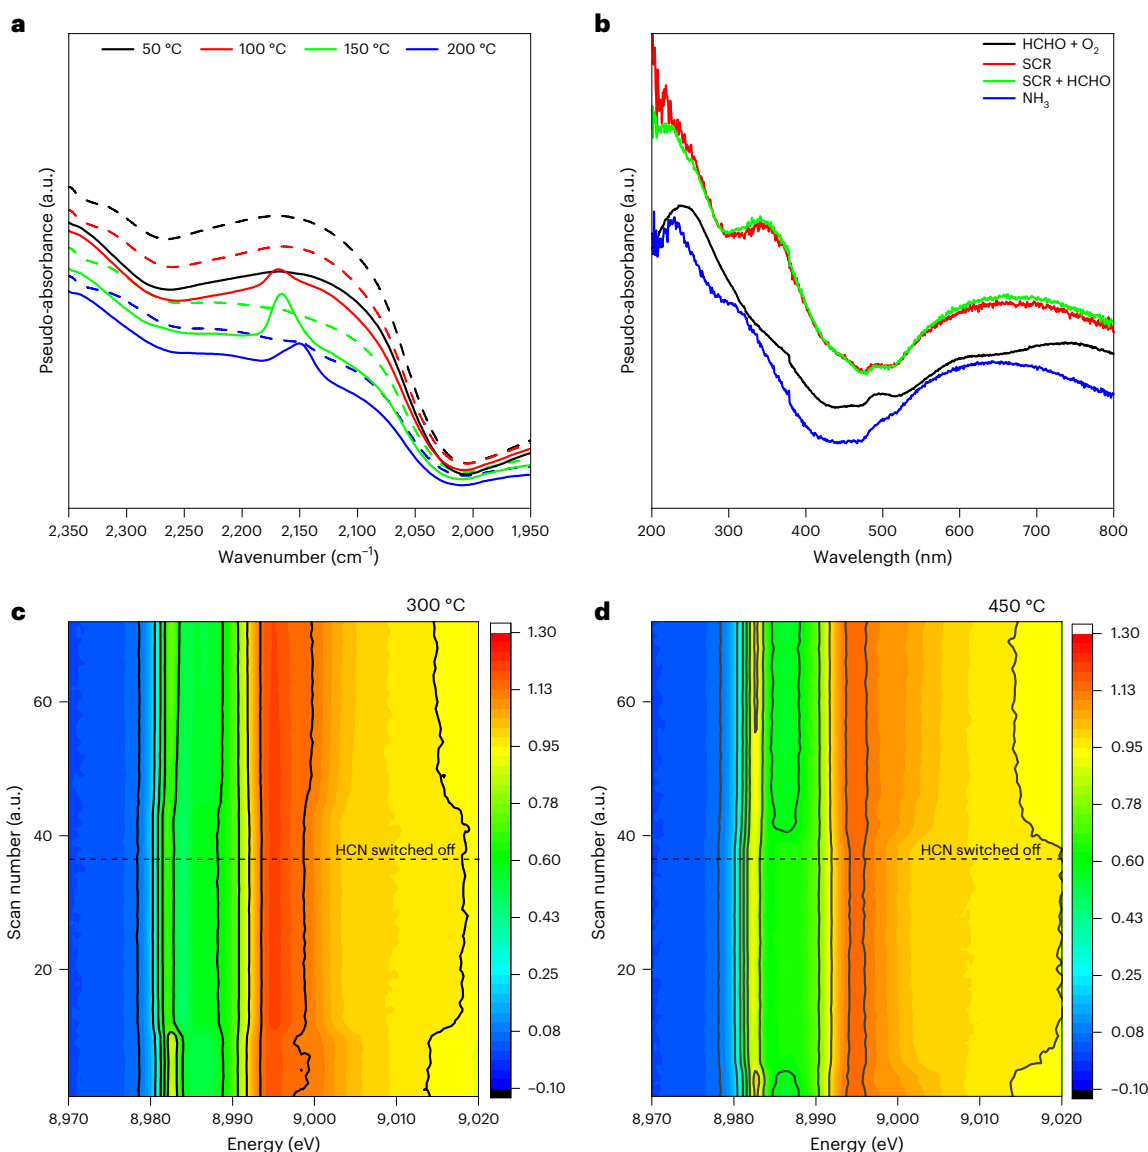 a
50 °C 100 °C 150 °C 200 °C
Pseudo-absorbance (a.u.)
2,350 2,300 2,250 2,200 2,150 2,100 2,050 2,000 1,950
Wavenumber (cm⁻¹)
b
HCHO + O₂
SCR
SCR + HCHO
NH₃
Pseudo-absorbance (a.u.)
200 300 400 500 600 700 800
Wavelength (nm)
c
300 °C
Scan number (a.u.)
60
40
20
HCN switched off
8,970 8,980 8,990 9,000 9,010 9,020
Energy (eV)
1.30
1.13
0.95
0.78
0.60
0.43
0.25
0.08
−0.10
d
450 °C
Scan number (a.u.)
60
40
20
HCN switched off
8,970 8,980 8,990 9,000 9,010 9,020
Energy (eV)
1.30
1.13
0.95
0.78
0.60
0.43
0.25
0.08
−0.10